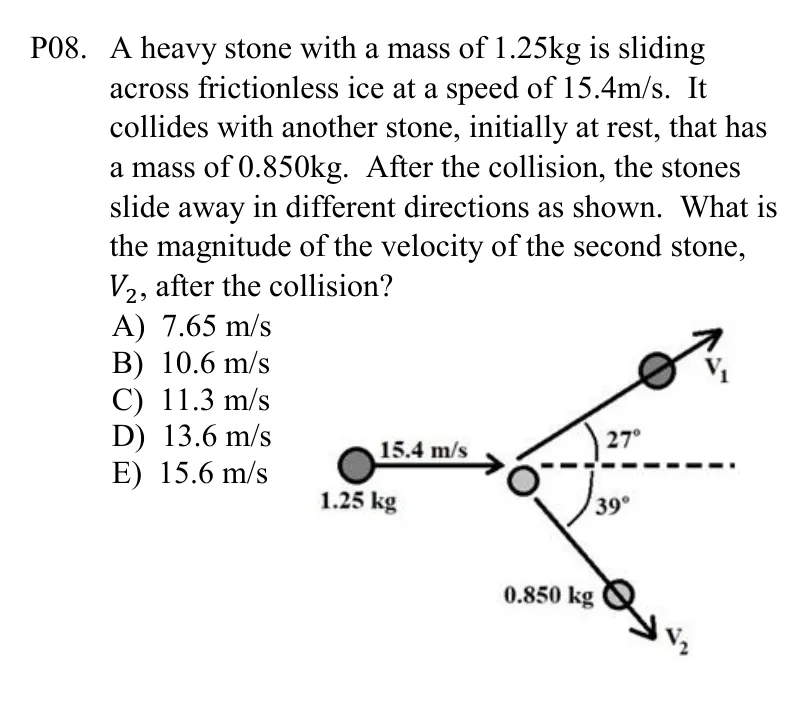 P08. A heavy stone with a mass of 1.25kg is sliding
across frictionless ice at a speed of 15.4m/s. It
collides with another stone, initially at rest, that has
a mass of 0.850kg. After the collision, the stones
slide away in different directions as shown. What is
the magnitude of the velocity of the second stone,
V₂, after the collision?
A) 7.65 m/s
B) 10.6 m/s
C) 11.3 m/s
D) 13.6 m/s
E) 15.6 m/s
V₁
27°
15.4 m/s
1.25 kg
39°
0.850 kg
V₂